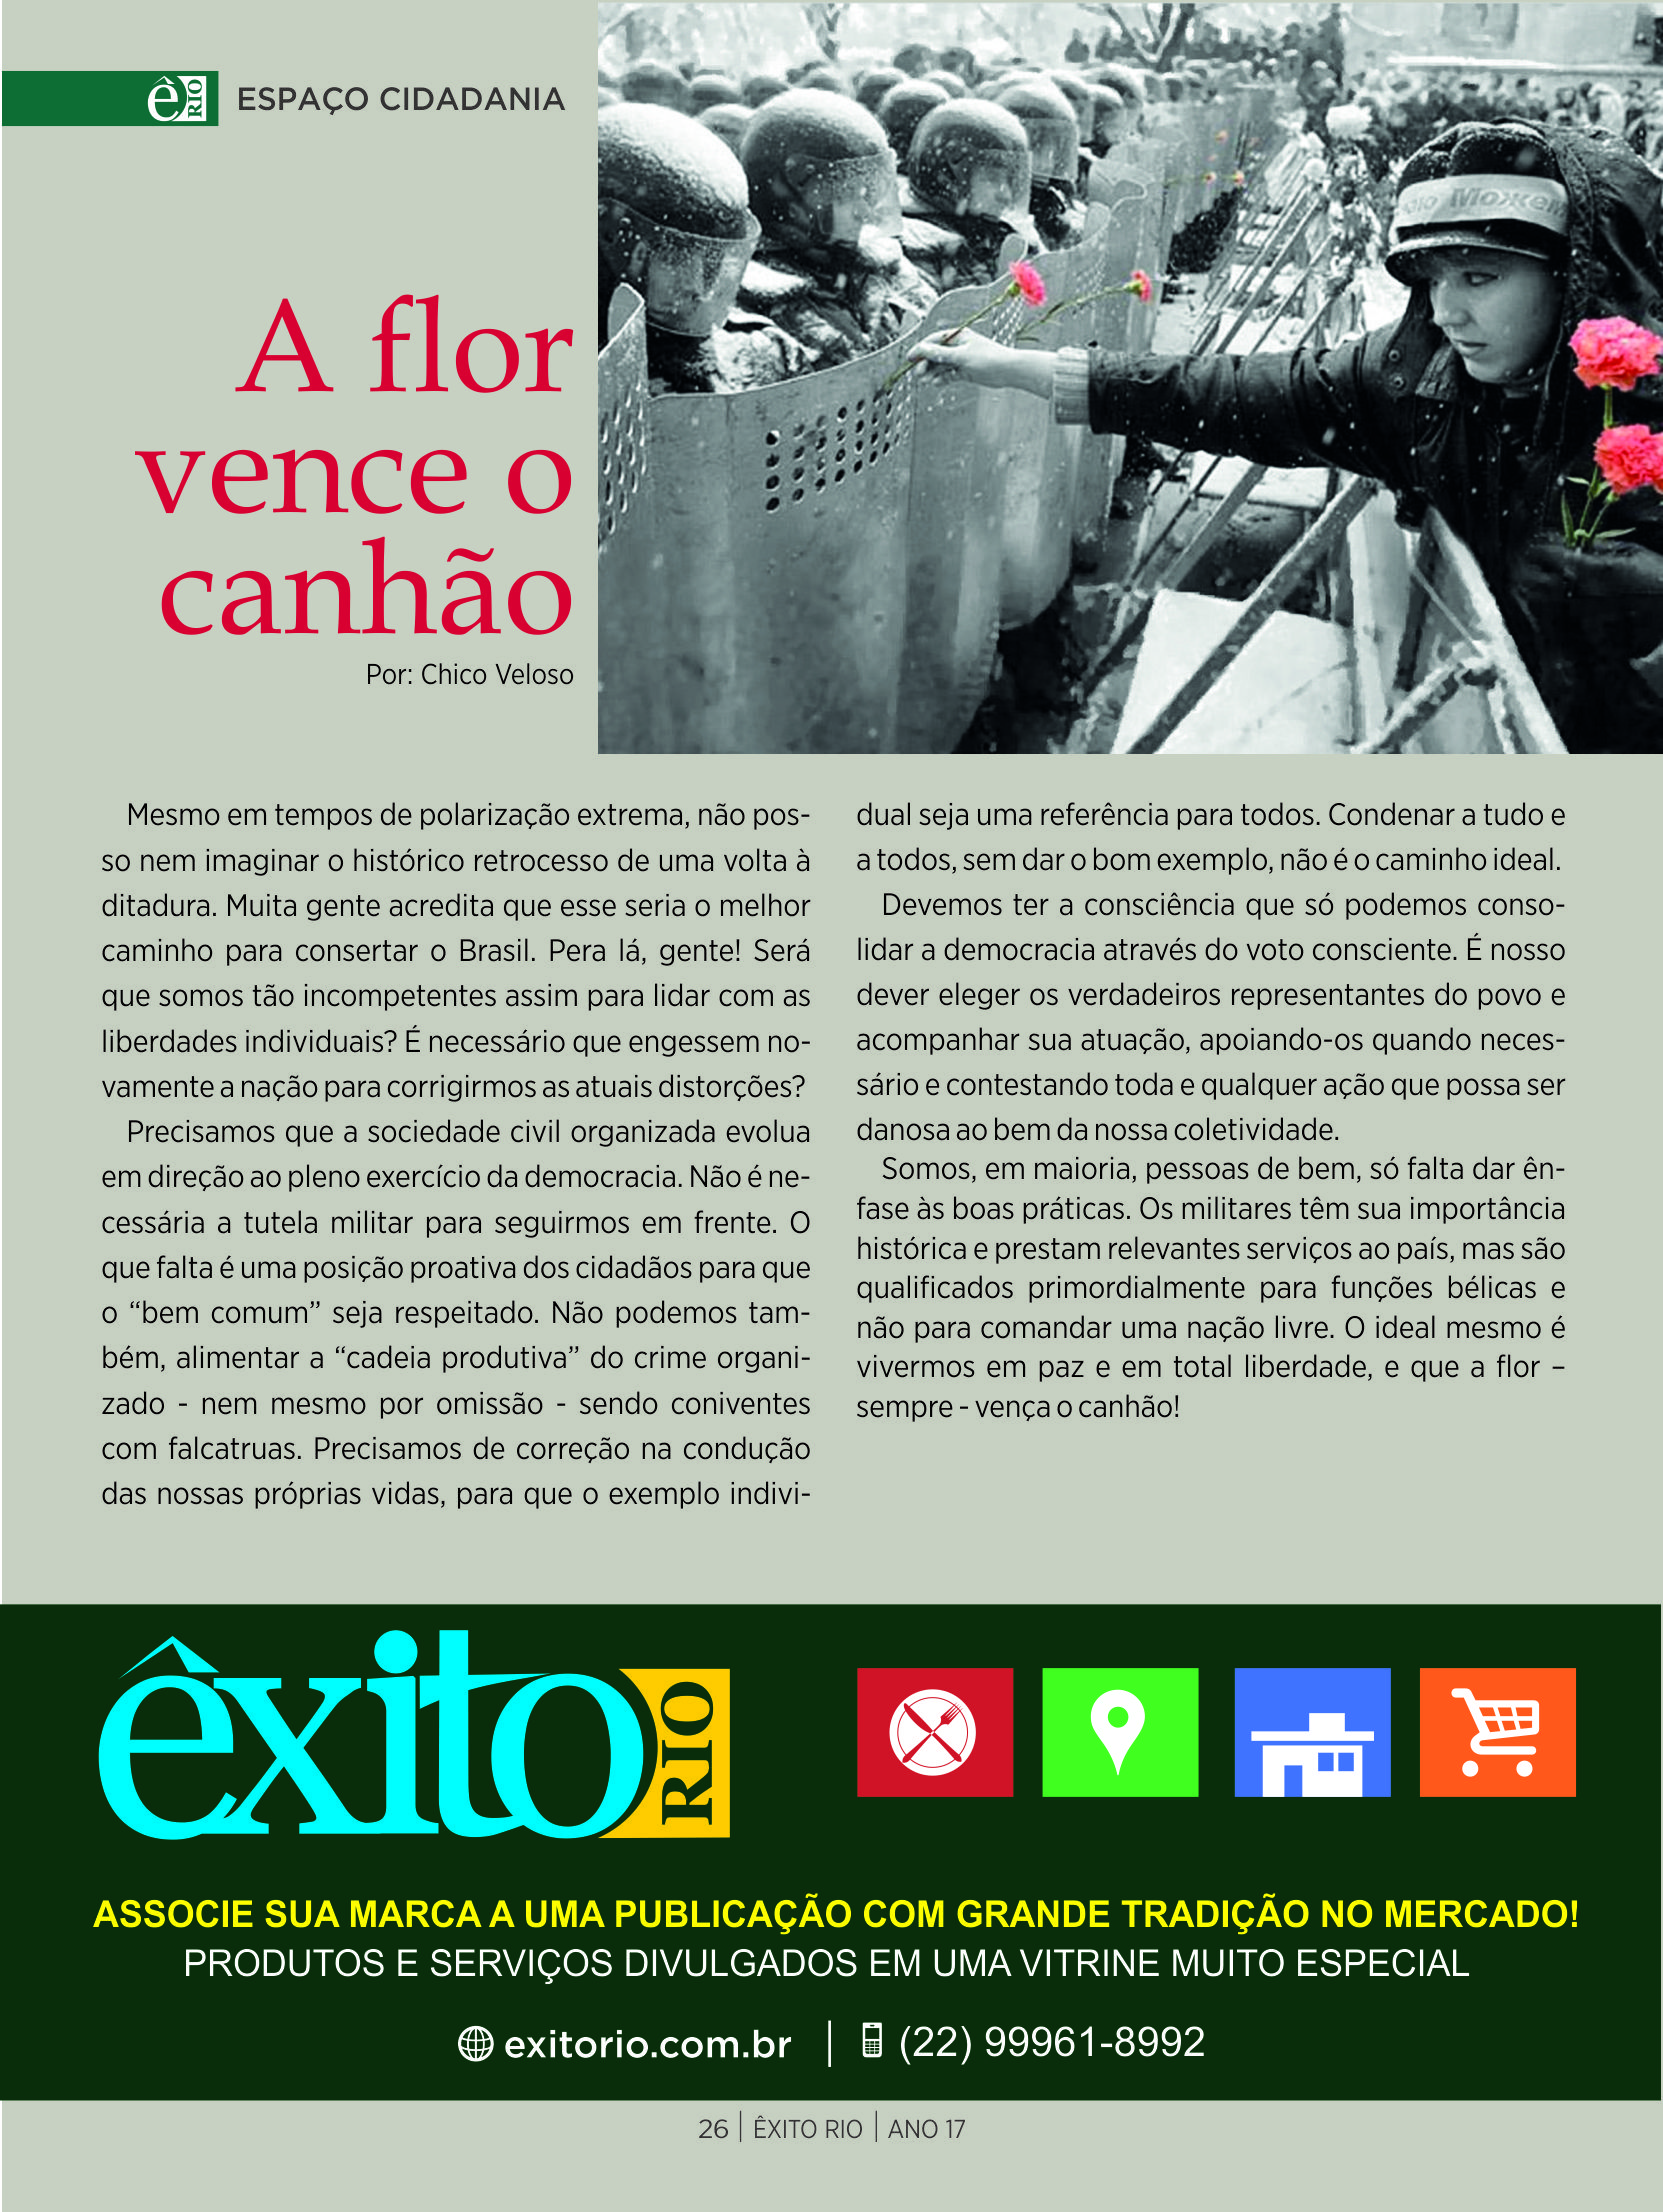 ê RIO ESPAÇO CIDADANIA
Може
A flor
vence o
canhão
Por: Chico Veloso
Mesmo em tempos de polarização extrema, não pos-
so nem imaginar o histórico retrocesso de uma volta à
ditadura. Muita gente acredita que esse seria o melhor
caminho para consertar o Brasil. Pera lá, gente! Será
que somos tão incompetentes assim para lidar com as
liberdades individuais? É necessário que engessem no-
vamente a nação para corrigirmos as atuais distorções?
Precisamos que a sociedade civil organizada evolua
em direção ao pleno exercício da democracia. Não é ne-
cessária a tutela militar para seguirmos em frente. O
que falta é uma posição proativa dos cidadãos para que
o “bem comum” seja respeitado. Não podemos tam-
bém, alimentar a “cadeia produtiva” do crime organi-
zado - nem mesmo por omissão - sendo coniventes
com falcatruas. Precisamos de correção na condução
das nossas próprias vidas, para que o exemplo indivi-
dual seja uma referência para todos. Condenar a tudo e
a todos, sem dar o bom exemplo, não é o caminho ideal.
Devemos ter a consciência que só podemos conso-
lidar a democracia através do voto consciente. É nosso
dever eleger os verdadeiros representantes do povo e
acompanhar sua atuação, apoiando-os quando neces-
sário e contestando toda e qualquer ação que possa ser
danosa ao bem da nossa coletividade.
Somos, em maioria, pessoas de bem, só falta dar ên-
fase às boas práticas. Os militares têm sua importância
histórica e prestam relevantes serviços ao país, mas são
qualificados primordialmente para funções bélicas e
não para comandar uma nação livre. O ideal mesmo é
vivermos em paz e em total liberdade, e que a flor –
sempre - vença o canhão!
êxito RIO
ASSOCIE SUA MARCA A UMA PUBLICAÇÃO COM GRANDE TRADIÇÃO NO MERCADO!
PRODUTOS E SERVIÇOS DIVULGADOS EM UMA VITRINE MUITO ESPECIAL
exitorio.com.br | (22) 99961-8992
26 | ÊXITO RIO | ANO 17